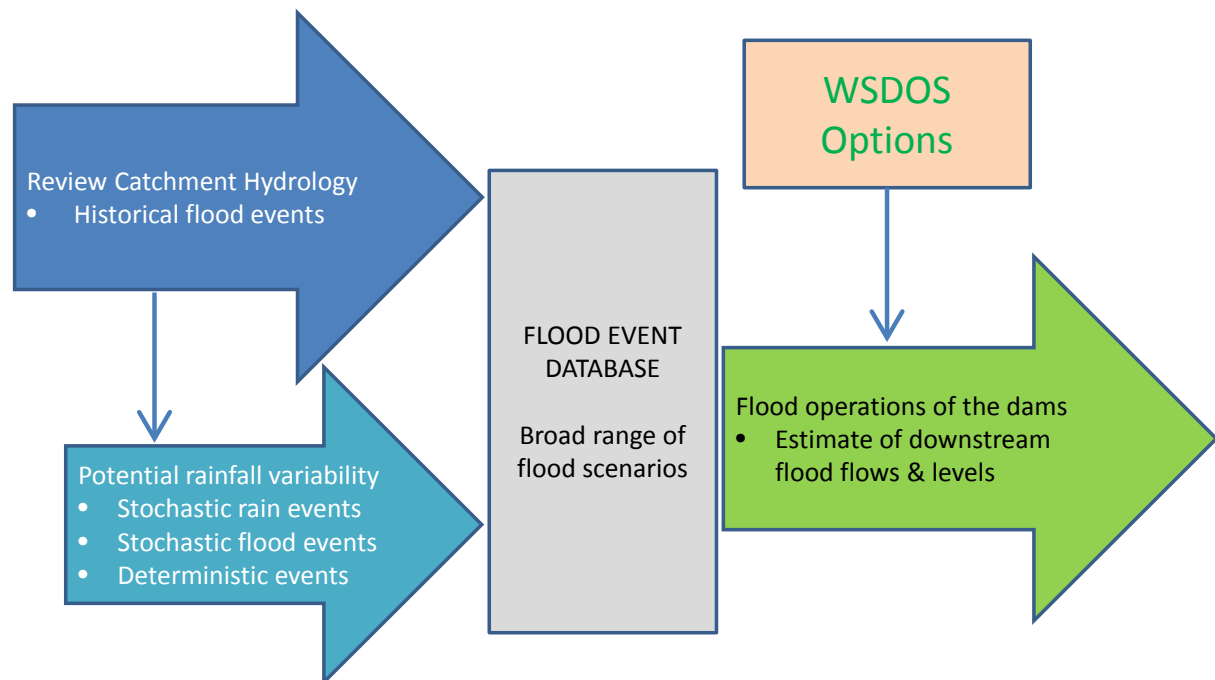 WSDOS
Options
Review Catchment Hydrology
• Historical flood events
FLOOD EVENT
DATABASE
Broad range of
flood scenarios
Potential rainfall variability
• Stochastic rain events
• Stochastic flood events
• Deterministic events
Flood operations of the dams
• Estimate of downstream
flood flows & levels